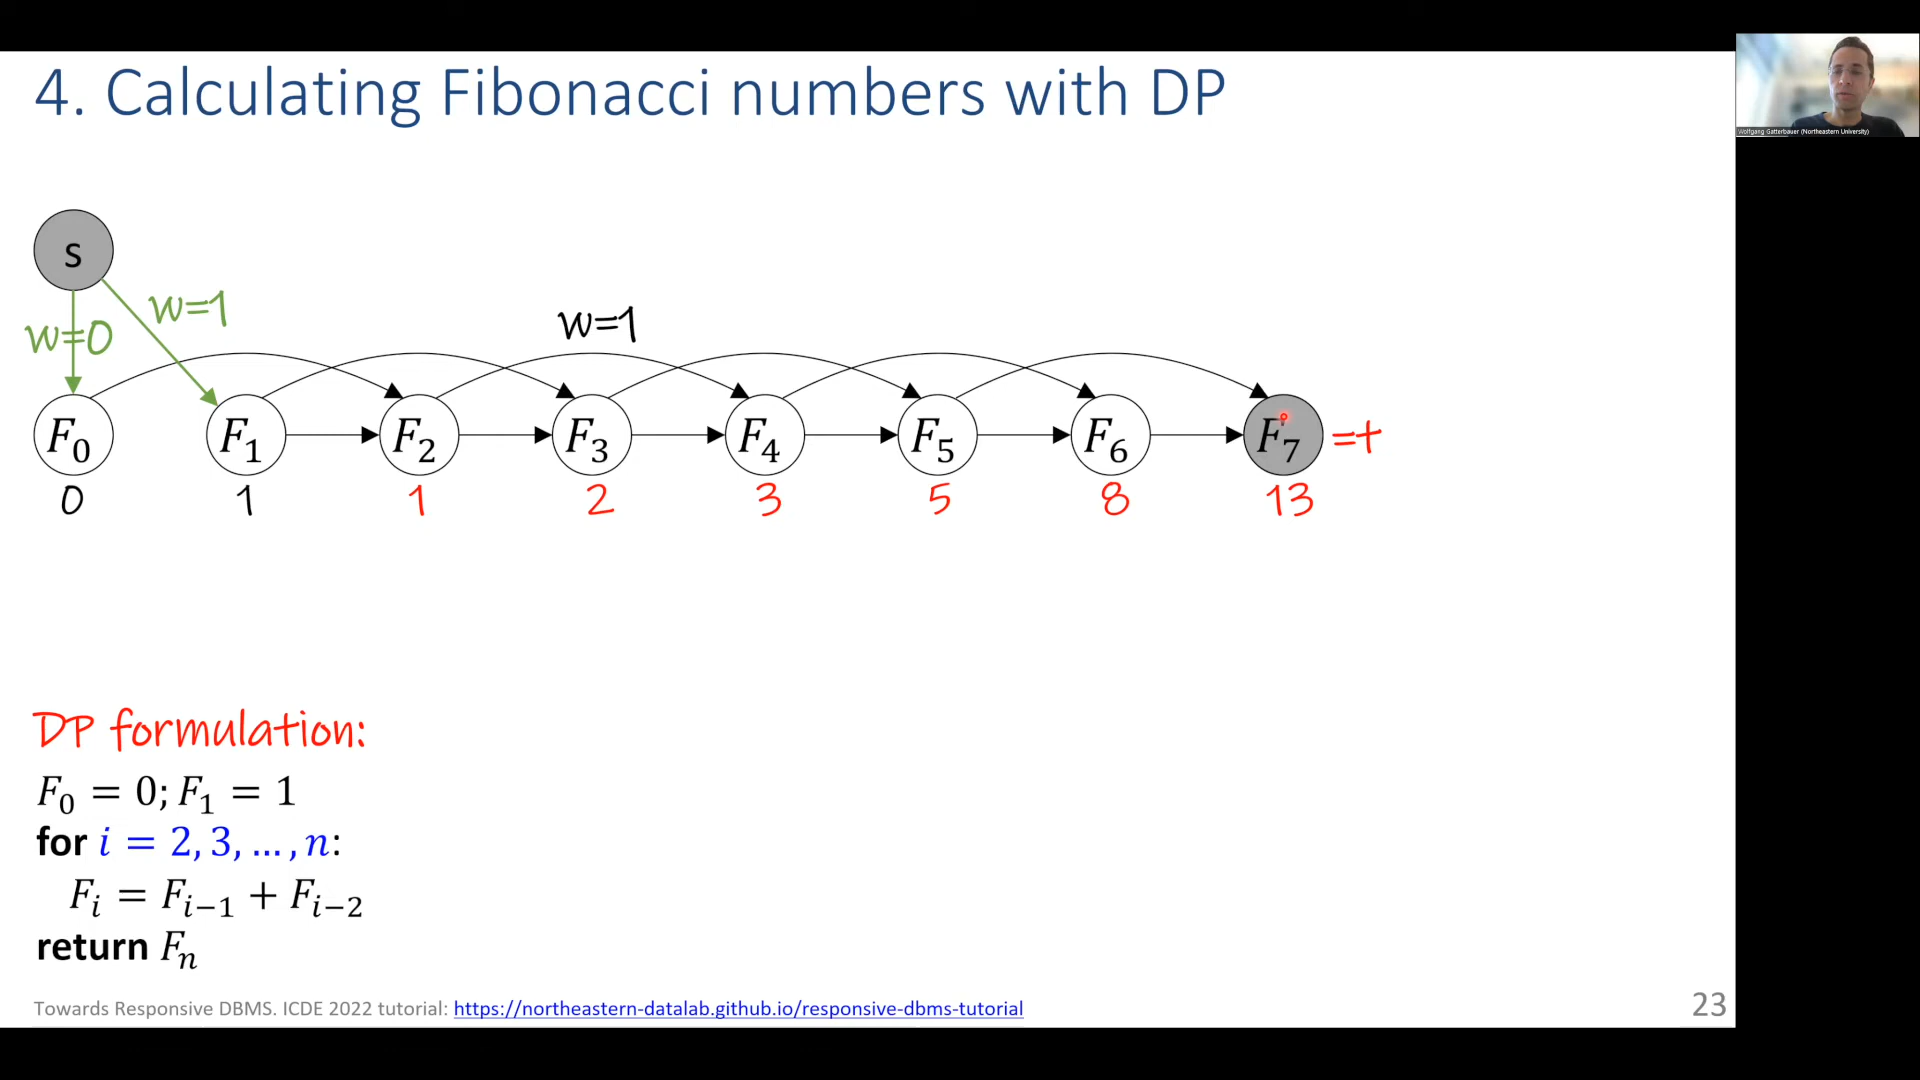 4. Calculating Fibonacci numbers with DP
Wolfgang Gatterbauer (Northeastern University)
s
w=0
w=1
w=1
F₀ F₁ F₂ F₃ F₄ F₅ F₆ F₇ =t
0 1 1 2 3 5 8 13
DP formulation:
F₀ = 0; F₁ = 1
for i = 2, 3, …, n:
Fᵢ = Fᵢ₋₁ + Fᵢ₋₂
return Fₙ
Towards Responsive DBMS. ICDE 2022 tutorial: https://northeastern-datalab.github.io/responsive-dbms-tutorial
23